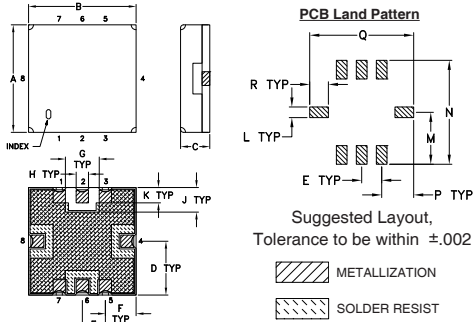 PCB Land Pattern
B
7 6 5
A
8
4
INDEX
1 2 3
C
Q
R TYP
L TYP
N
M
E TYP
P TYP
G
TYP
H TYP
1 2 3
K TYP
J TYP
8
4
D TYP
7 6 5
F
TYP
Suggested Layout,
Tolerance to be within ±.002
METALLIZATION
SOLDER RESIST